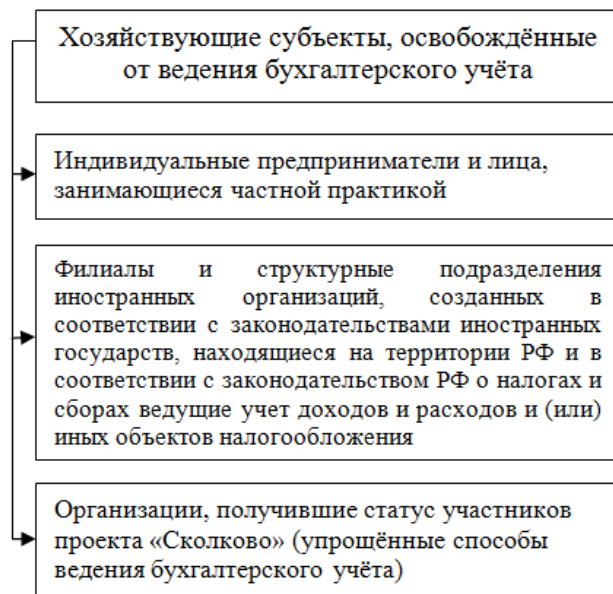 Хозяйствующие субъекты, освобождённые
от ведения бухгалтерского учёта
Индивидуальные предприниматели и лица,
занимающиеся частной практикой
Филиалы и структурные подразделения
иностранных организаций, созданных в
соответствии с законодательствами иностранных
государств, находящиеся на территории РФ и в
соответствии с законодательством РФ о налогах и
сборах ведущие учет доходов и расходов и (или)
иных объектов налогообложения
Организации, получившие статус участников
проекта «Сколково» (упрощённые способы
ведения бухгалтерского учёта)